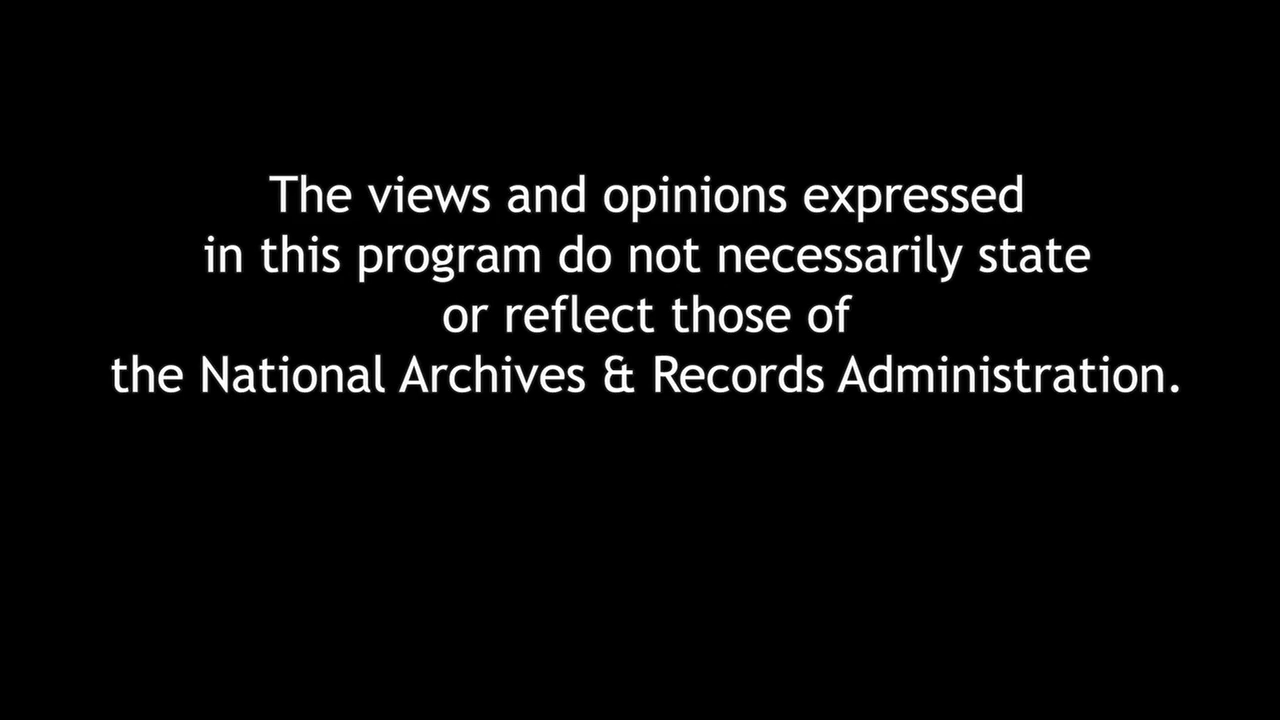 The views and opinions expressed
in this program do not necessarily state
or reflect those of
the National Archives & Records Administration.